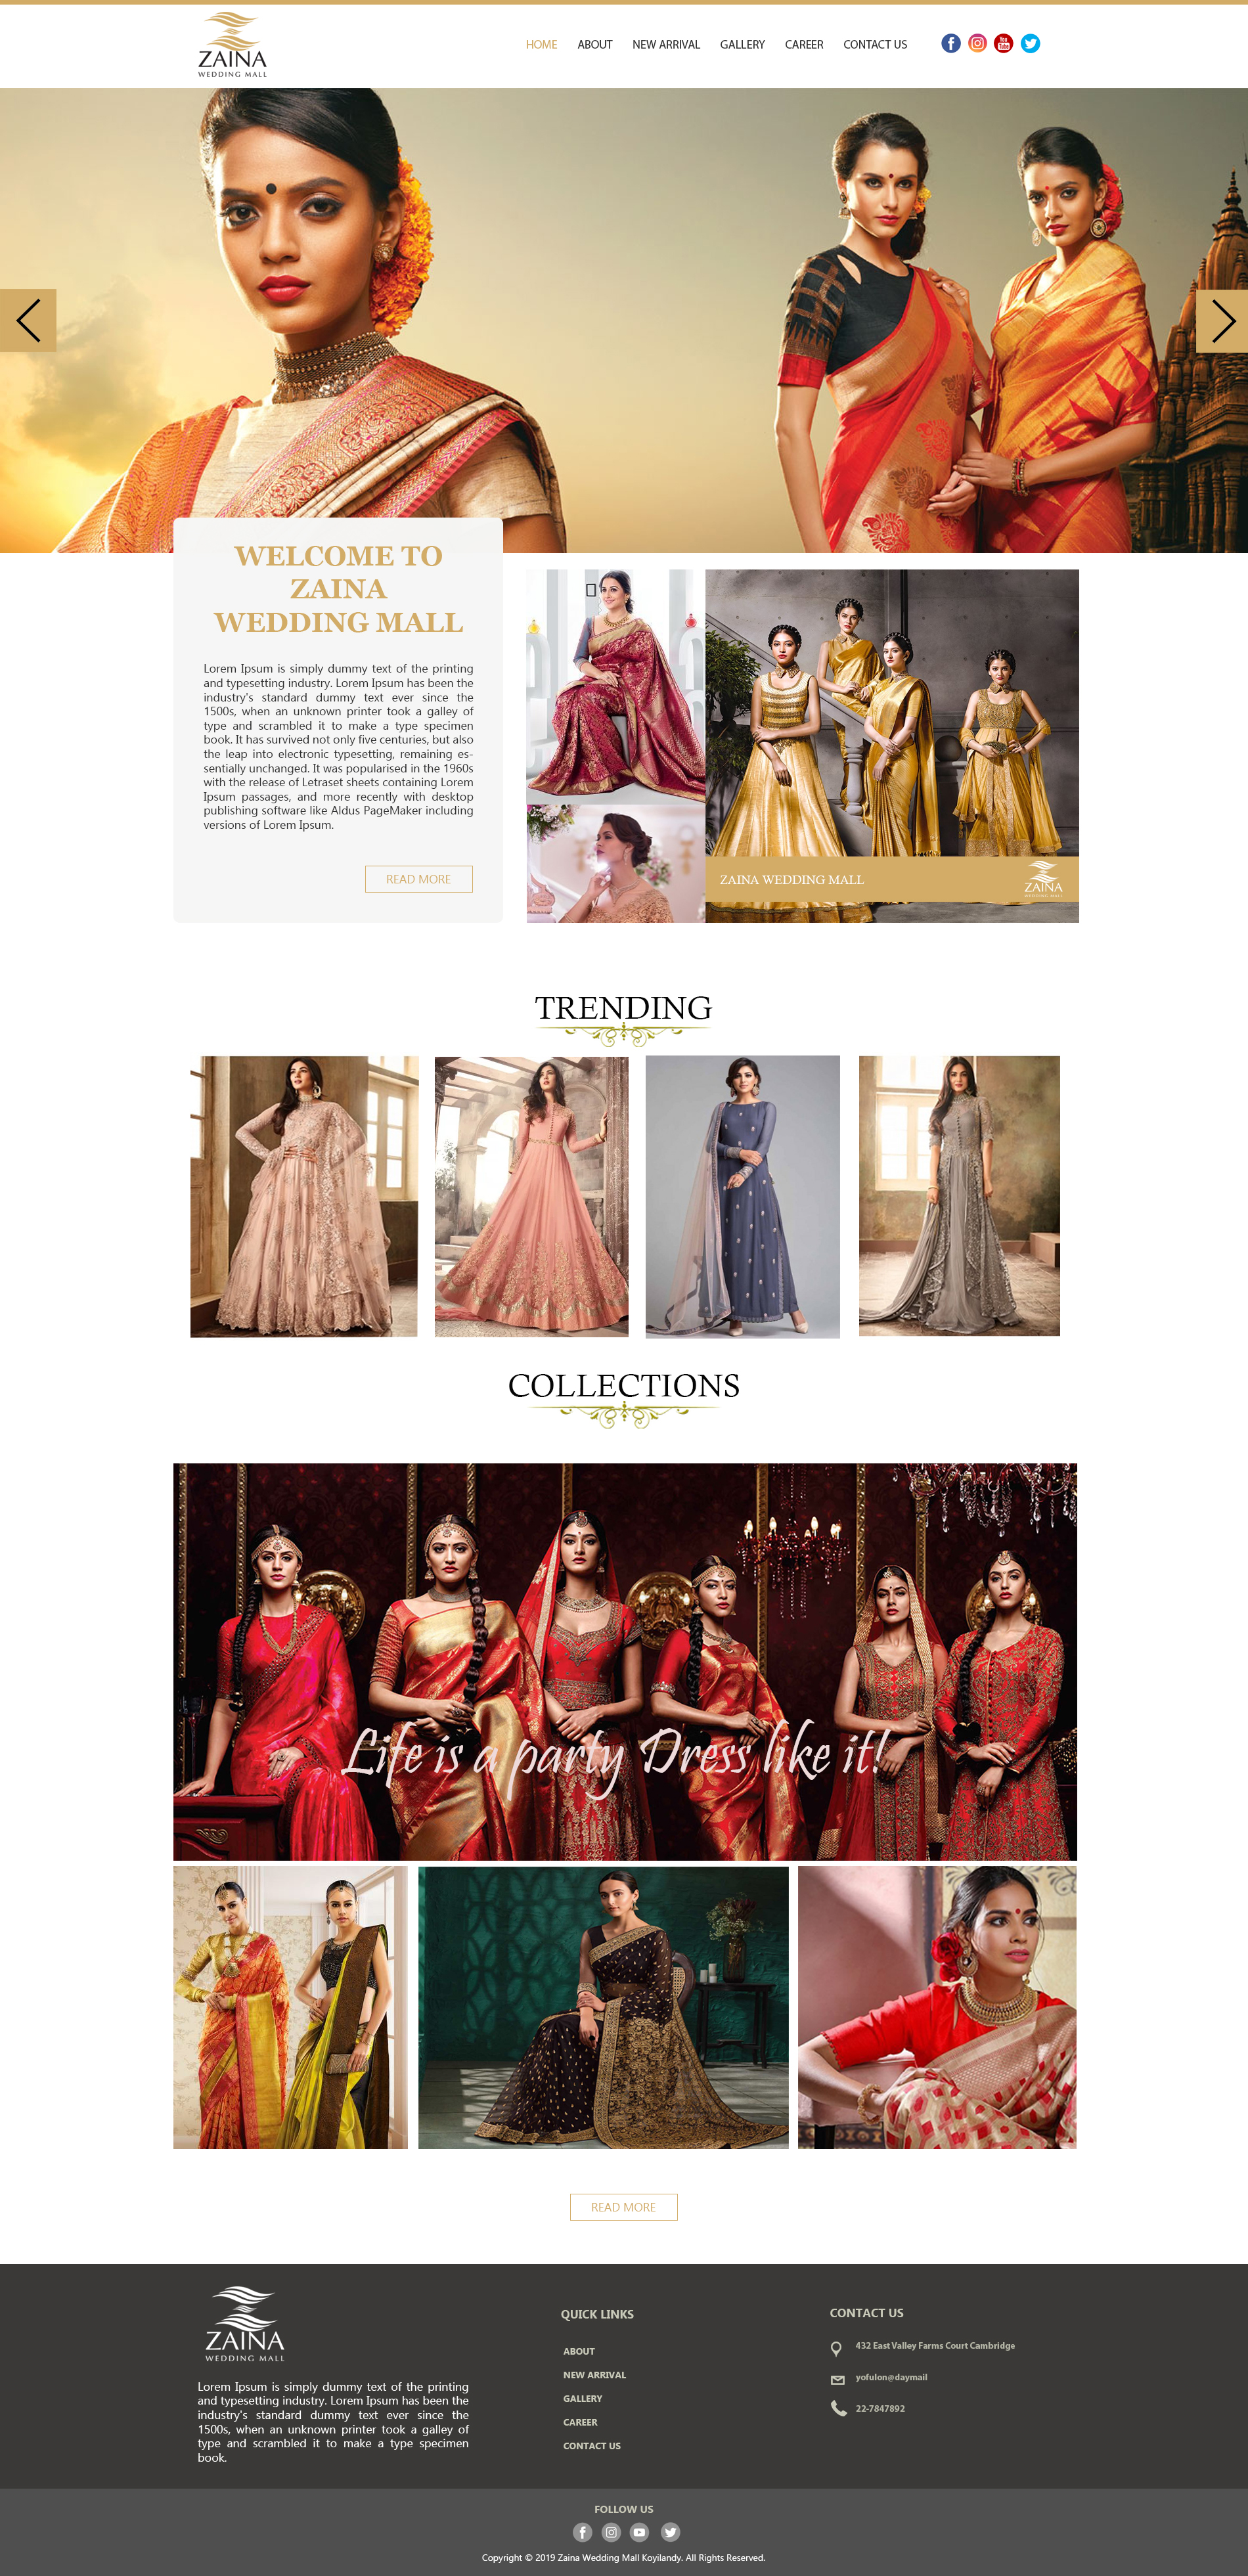 ZAINA
WEDDING MALL
HOME ABOUT NEW ARRIVAL GALLERY CAREER CONTACT US
You
Tube
WELCOME TO
ZAINA
WEDDING MALL
Lorem Ipsum is simply dummy text of the printing
and typesetting industry. Lorem Ipsum has been the
industry's standard dummy text ever since the
1500s, when an unknown printer took a galley of
type and scrambled it to make a type specimen
book. It has survived not only five centuries, but also
the leap into electronic typesetting, remaining es-
sentially unchanged. It was popularised in the 1960s
with the release of Letraset sheets containing Lorem
Ipsum passages, and more recently with desktop
publishing software like Aldus PageMaker including
versions of Lorem Ipsum.
READ MORE
ZAINA WEDDING MALL
ZAINA
WEDDING MALL
TRENDING
COLLECTIONS
Life is a party Dress like it!
READ MORE
ZAINA
WEDDING MALL
Lorem Ipsum is simply dummy text of the printing
and typesetting industry. Lorem Ipsum has been the
industry's standard dummy text ever since the
1500s, when an unknown printer took a galley of
type and scrambled it to make a type specimen
book.
QUICK LINKS
ABOUT
NEW ARRIVAL
GALLERY
CAREER
CONTACT US
CONTACT US
432 East Valley Farms Court Cambridge
yofulon@daymail
22-7847892
FOLLOW US
Copyright © 2019 Zaina Wedding Mall Koyilandy. All Rights Reserved.